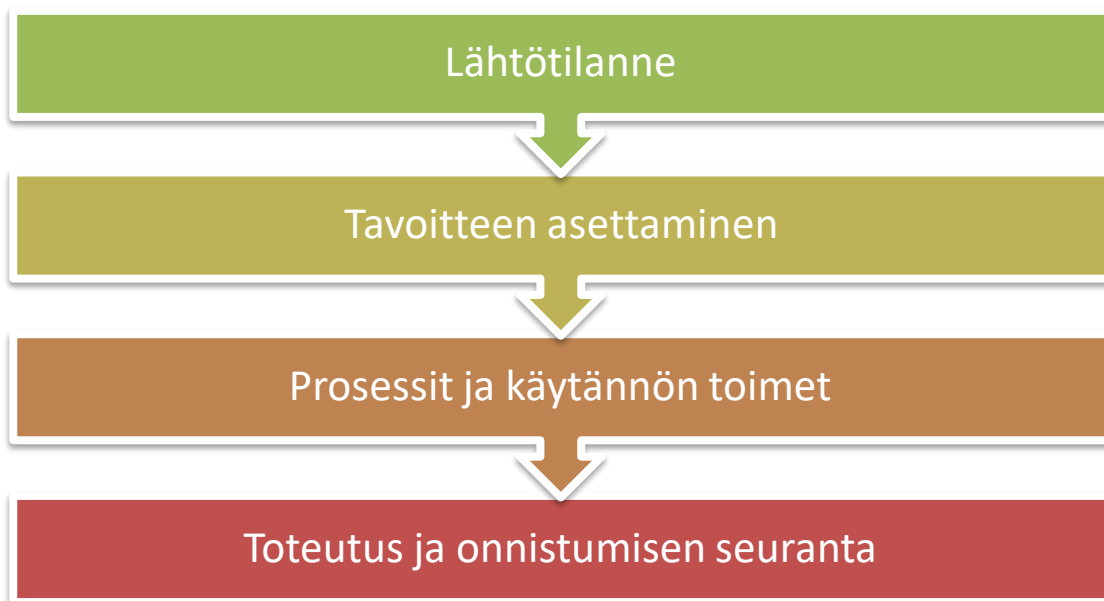 Lähtötilanne
Tavoitteen asettaminen
Prosessit ja käytännön toimet
Toteutus ja onnistumisen seuranta